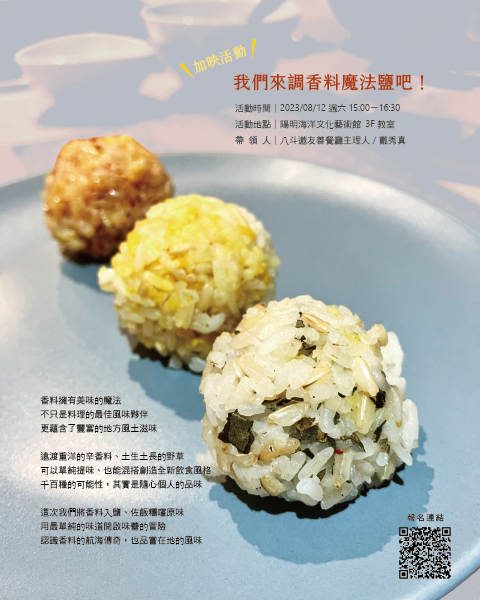 加映活動
我們來調香料魔法鹽吧！
活動時間｜2023/08/12 週六 15:00－16:30
活動地點｜陽明海洋文化藝術館 3F 教室
帶 領 人｜八斗邀友善餐廳主理人 / 戴秀真
香料擁有美味的魔法
不只是料理的最佳風味夥伴
更蘊含了豐富的地方風土滋味
遠渡重洋的辛香料、土生土長的野草
可以單純提味、也能混搭創造全新飲食風格
千百種的可能性，其實是隨心個人的品味
這次我們將香料入鹽、佐飯糰嚐原味
用最單純的味道開啟味蕾的冒險
認識香料的航海傳奇，也品嘗在地的風味
報名連結